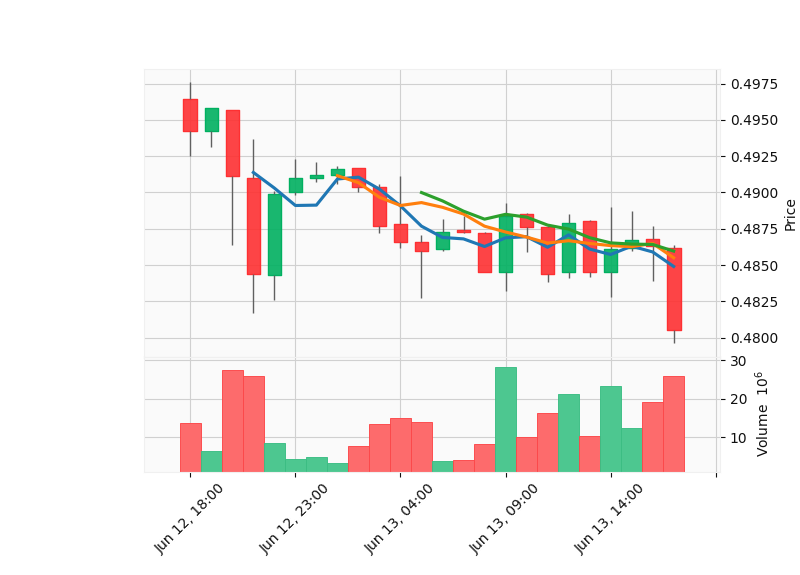 0.4975
0.4950
0.4925
0.4900
0.4875
0.4850
0.4825
0.4800
Price
30
20
10
Volume 10⁶
Jun 12, 18:00
Jun 12, 23:00
Jun 13, 04:00
Jun 13, 09:00
Jun 13, 14:00